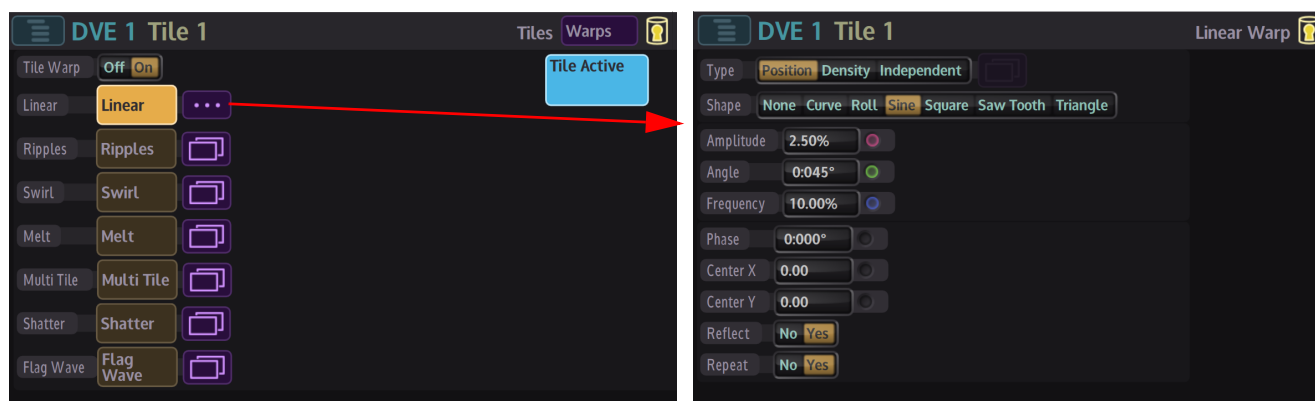 DVE 1 Tile 1 Tiles Warps
Tile Warp Off On Tile Active
Linear Linear ...
Ripples Ripples
Swirl Swirl
Melt Melt
Multi Tile Multi Tile
Shatter Shatter
Flag Wave Flag
Wave
DVE 1 Tile 1 Linear Warp
Type Position Density Independent
Shape None Curve Roll Sine Square Saw Tooth Triangle
Amplitude 2.50%
Angle 0:045°
Frequency 10.00%
Phase 0:000°
Center X 0.00
Center Y 0.00
Reflect No Yes
Repeat No Yes